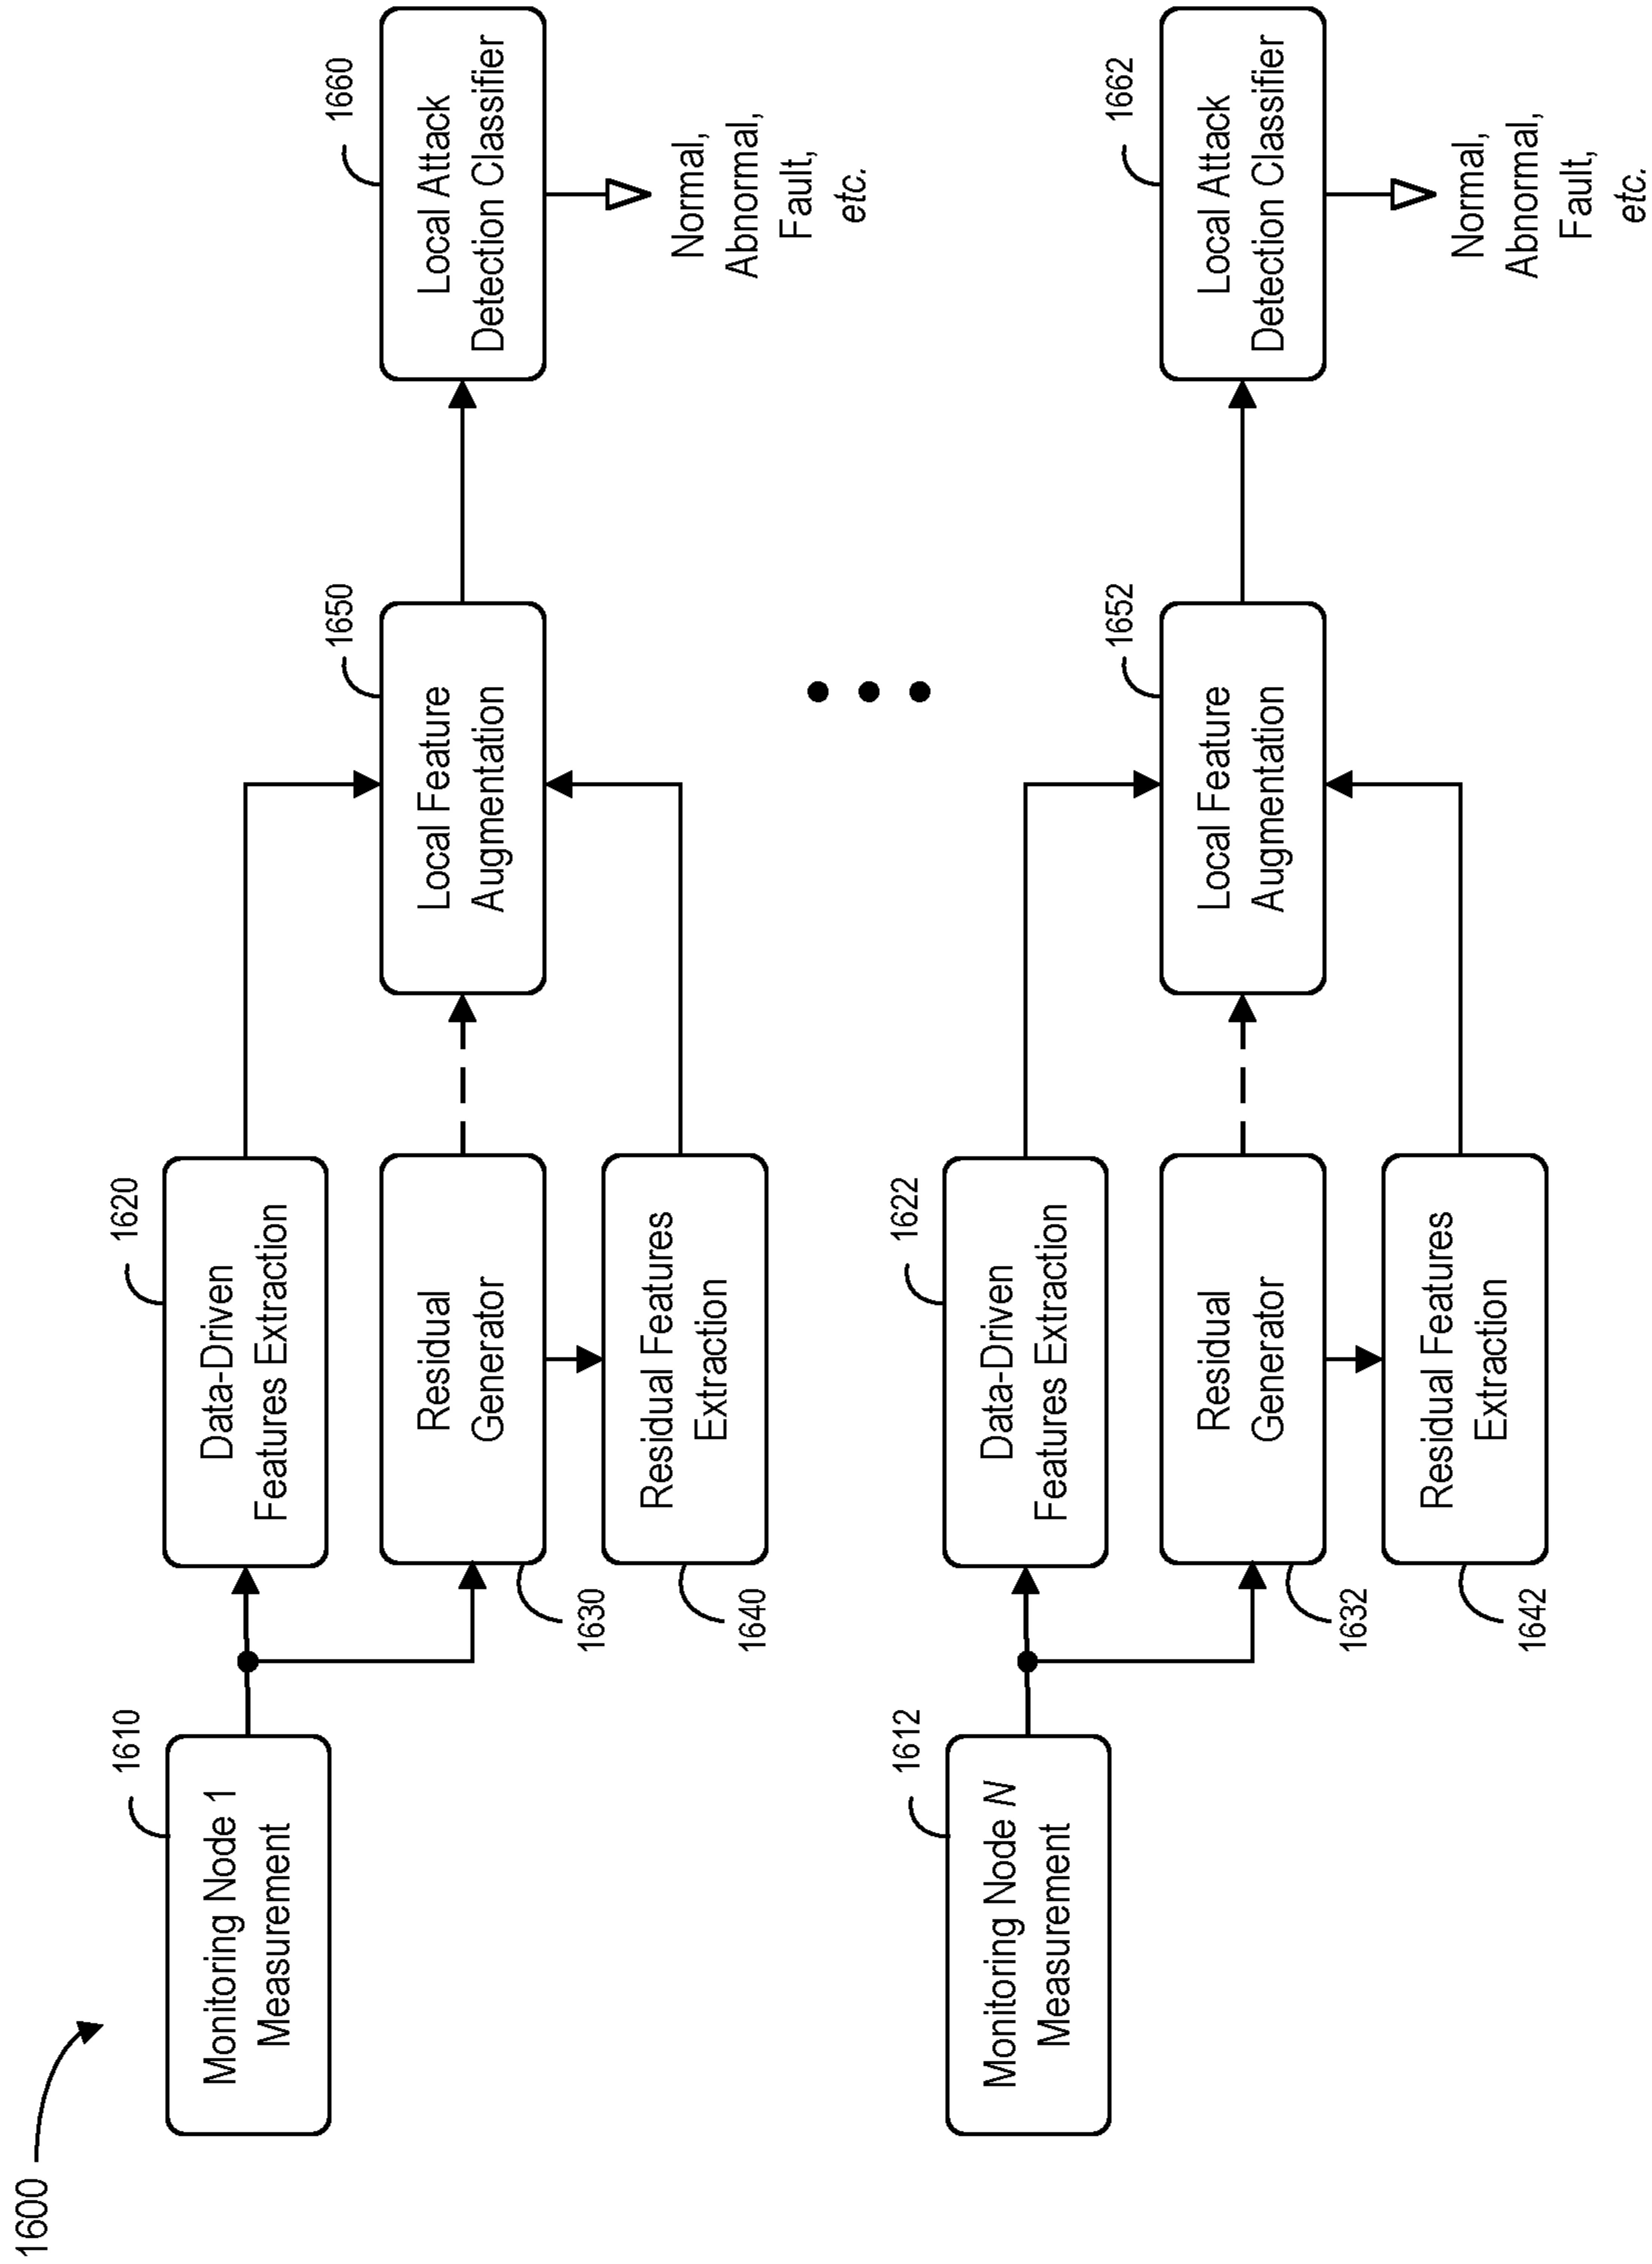 1600
1610
Monitoring Node 1
Measurement
1620
Data-Driven
Features Extraction
Residual
Generator
1630
Residual Features
Extraction
1640
1650
Local Feature
Augmentation
1660
Local Attack
Detection Classifier
Normal,
Abnormal,
Fault,
etc.
1612
Monitoring Node N
Measurement
1622
Data-Driven
Features Extraction
Residual
Generator
1632
Residual Features
Extraction
1642
1652
Local Feature
Augmentation
1662
Local Attack
Detection Classifier
Normal,
Abnormal,
Fault,
etc.